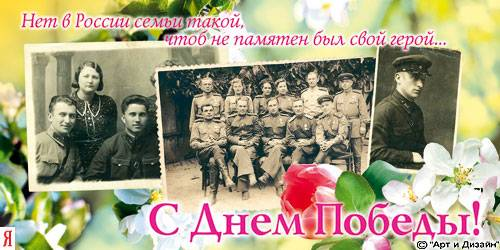 Нет в России семьи такой,
чтоб не памятен был свой герой...
С Днем Победы!
Я
© "Арт и Дизайн"